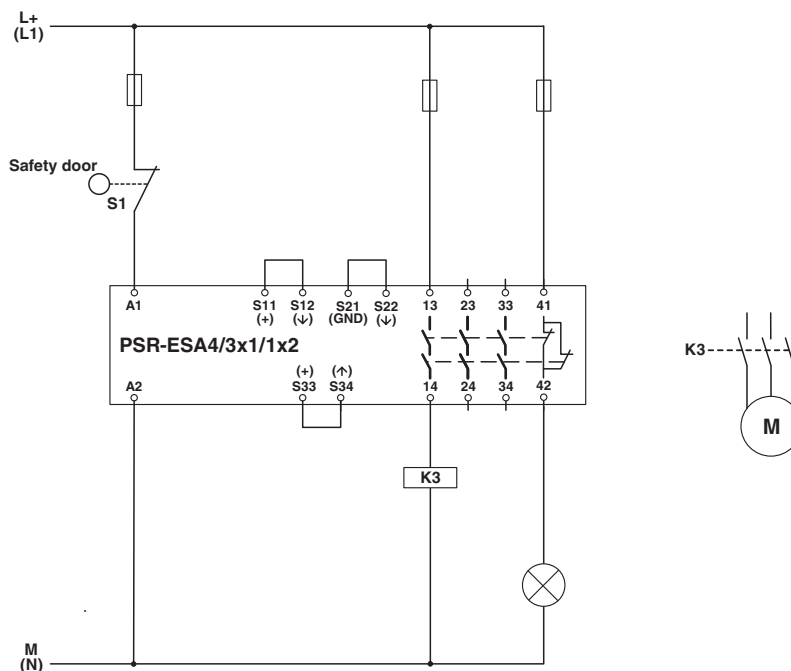 L+
(L1)
Safety door
S1
A1 S11 S12 S21 S22 13 23 33 41
(+) (↓) (GND) (↓)
PSR-ESA4/3x1/1x2
K3
(+) (↑)
A2 S33 S34 14 24 34 42
M
K3
M
(N)